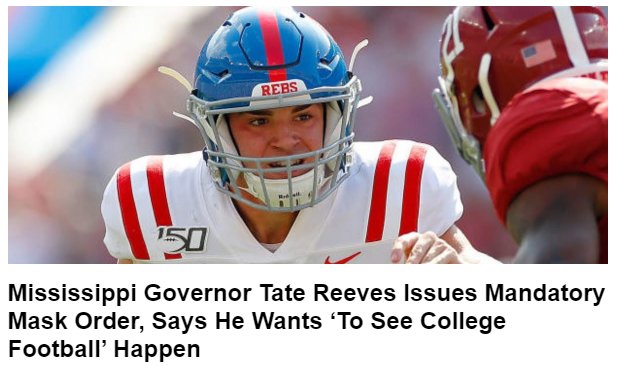 REBS
150
Mississippi Governor Tate Reeves Issues Mandatory
Mask Order, Says He Wants ‘To See College
Football’ Happen